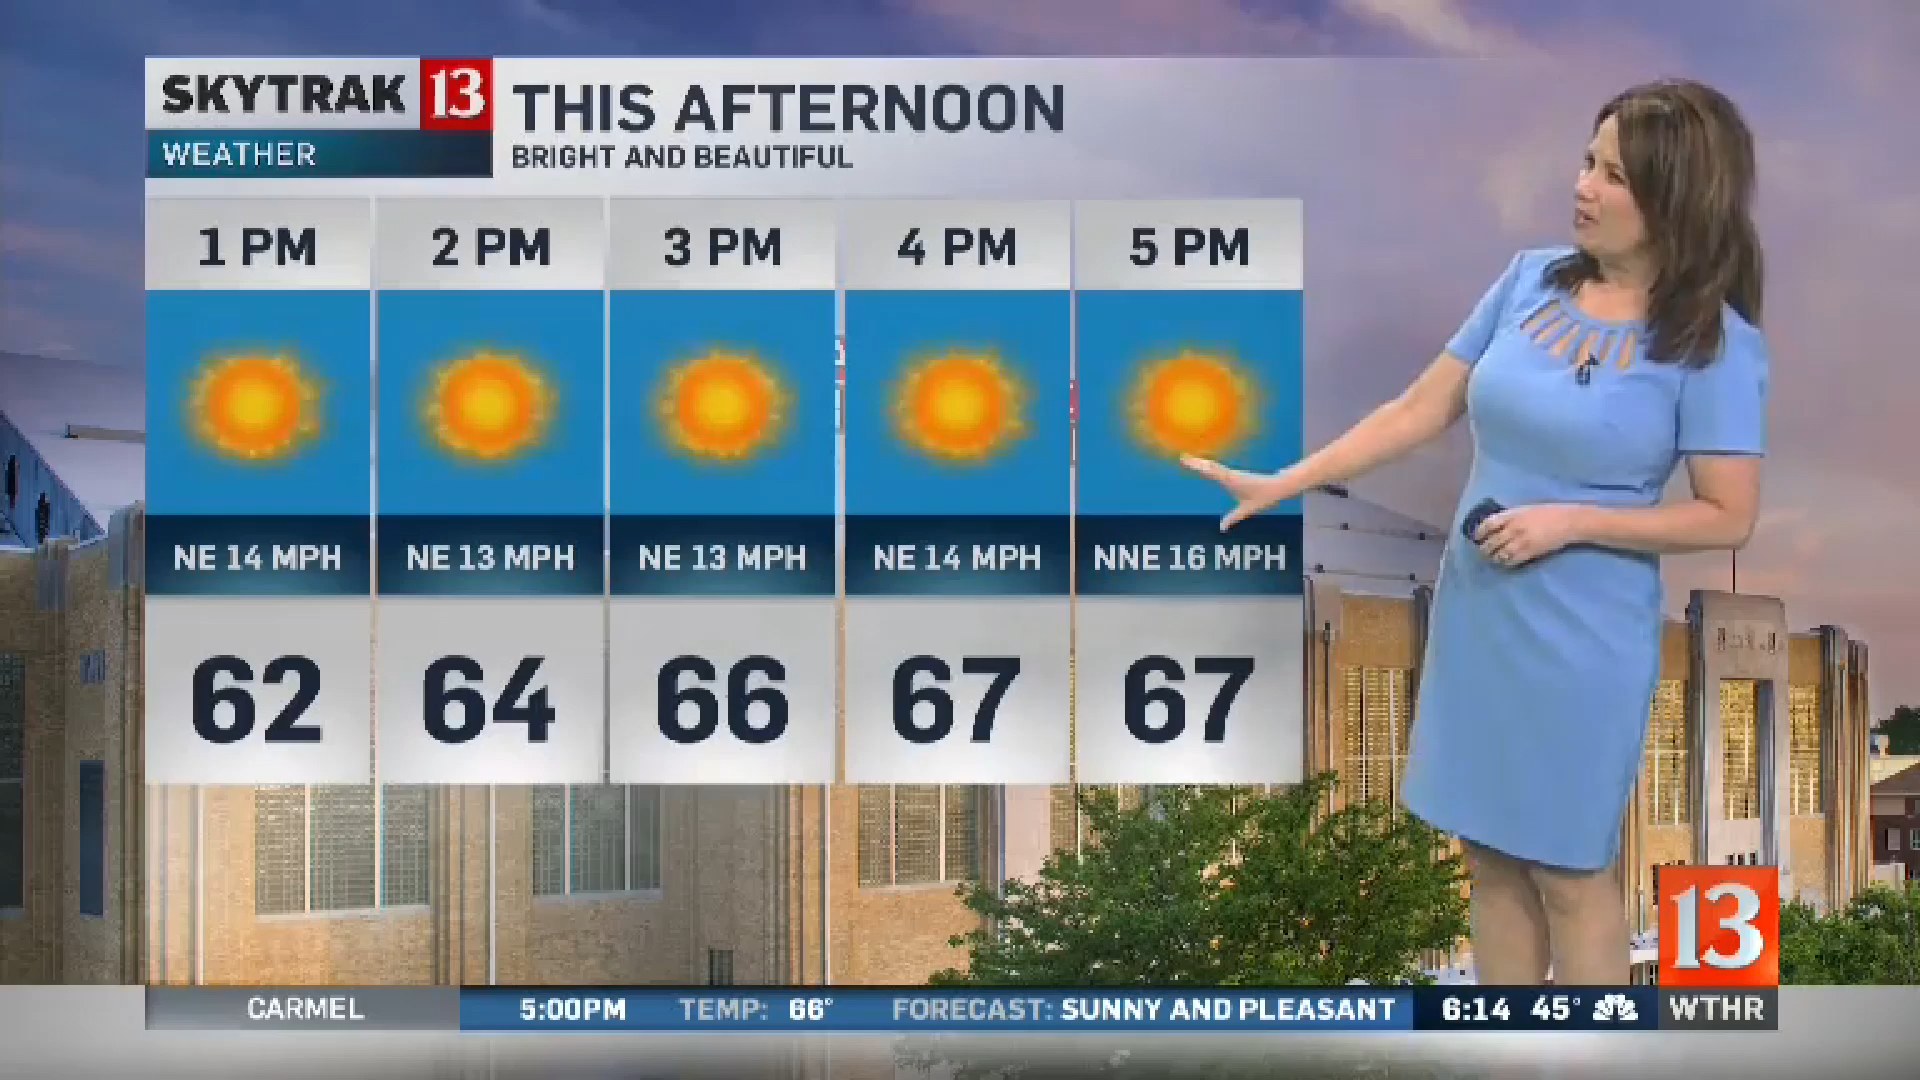 SKYTRAK 13
WEATHER
THIS AFTERNOON
BRIGHT AND BEAUTIFUL
1 PM 2 PM 3 PM 4 PM 5 PM
NE 14 MPH NE 13 MPH NE 13 MPH NE 14 MPH NNE 16 MPH
62 64 66 67 67
13
CARMEL 5:00PM TEMP: 66° FORECAST: SUNNY AND PLEASANT 6:14 45° WTHR